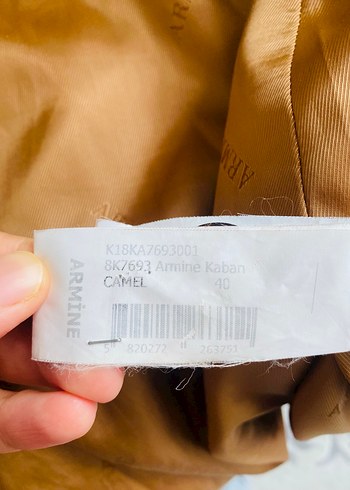 K18KA7693001
8K7693 Armine Kaban
CAMEL 40
ARMİNE